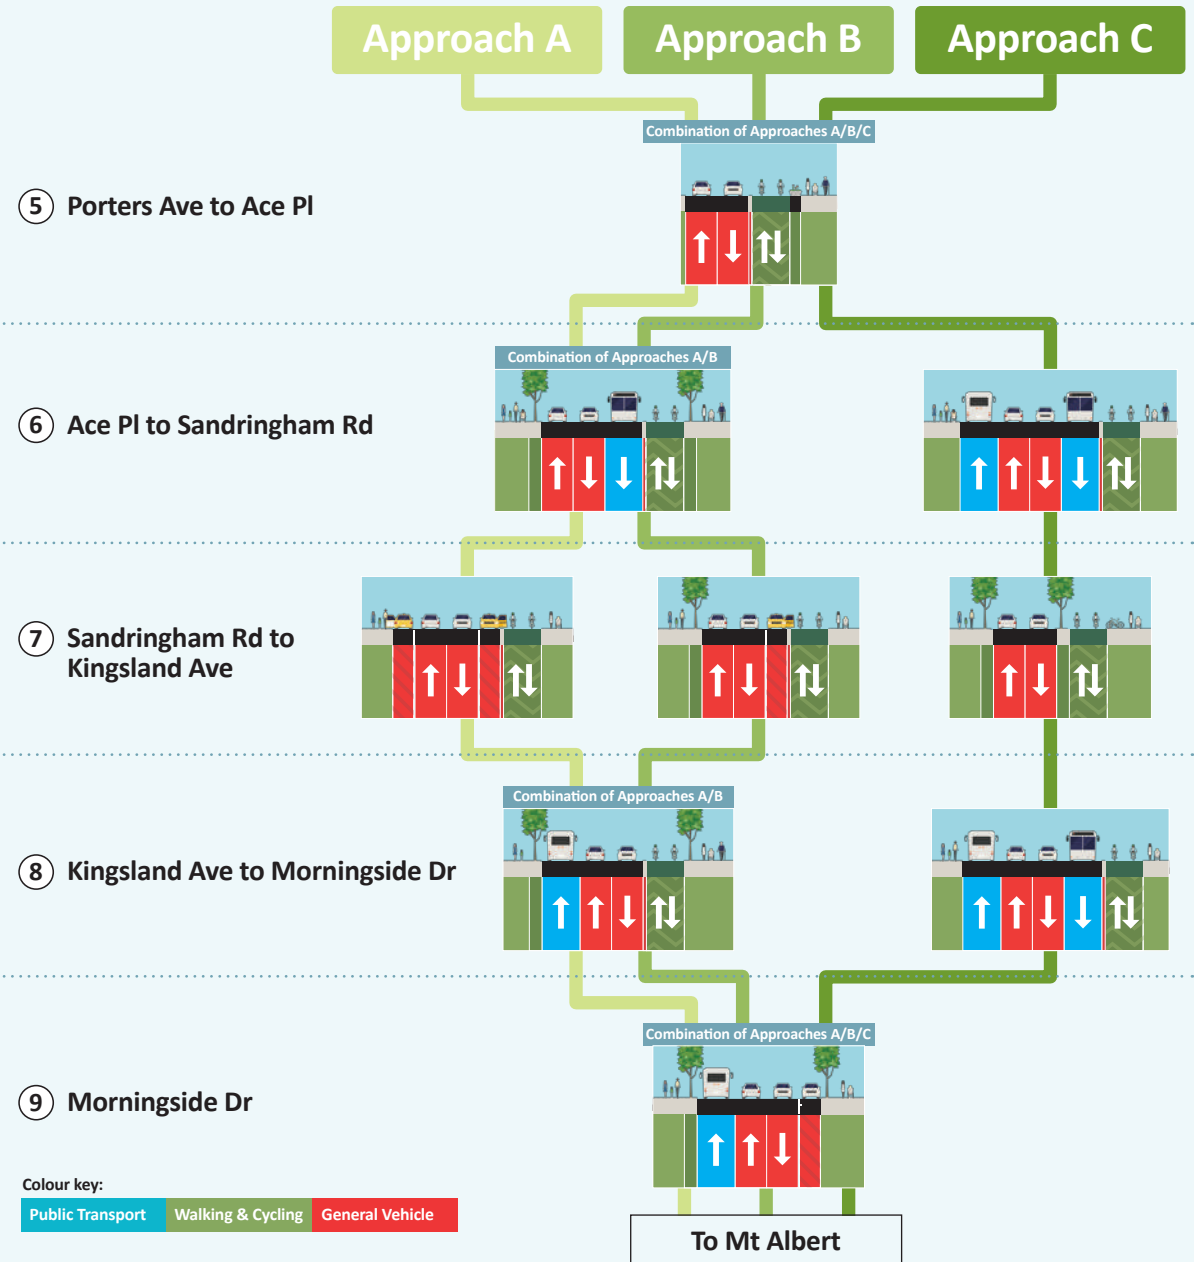 Approach A
Approach B
Approach C
Combination of Approaches A/B/C
5 Porters Ave to Ace Pl
Combination of Approaches A/B
6 Ace Pl to Sandringham Rd
7 Sandringham Rd to
Kingsland Ave
Combination of Approaches A/B
8 Kingsland Ave to Morningside Dr
Combination of Approaches A/B/C
9 Morningside Dr
Colour key:
Public Transport
Walking & Cycling
General Vehicle
To Mt Albert